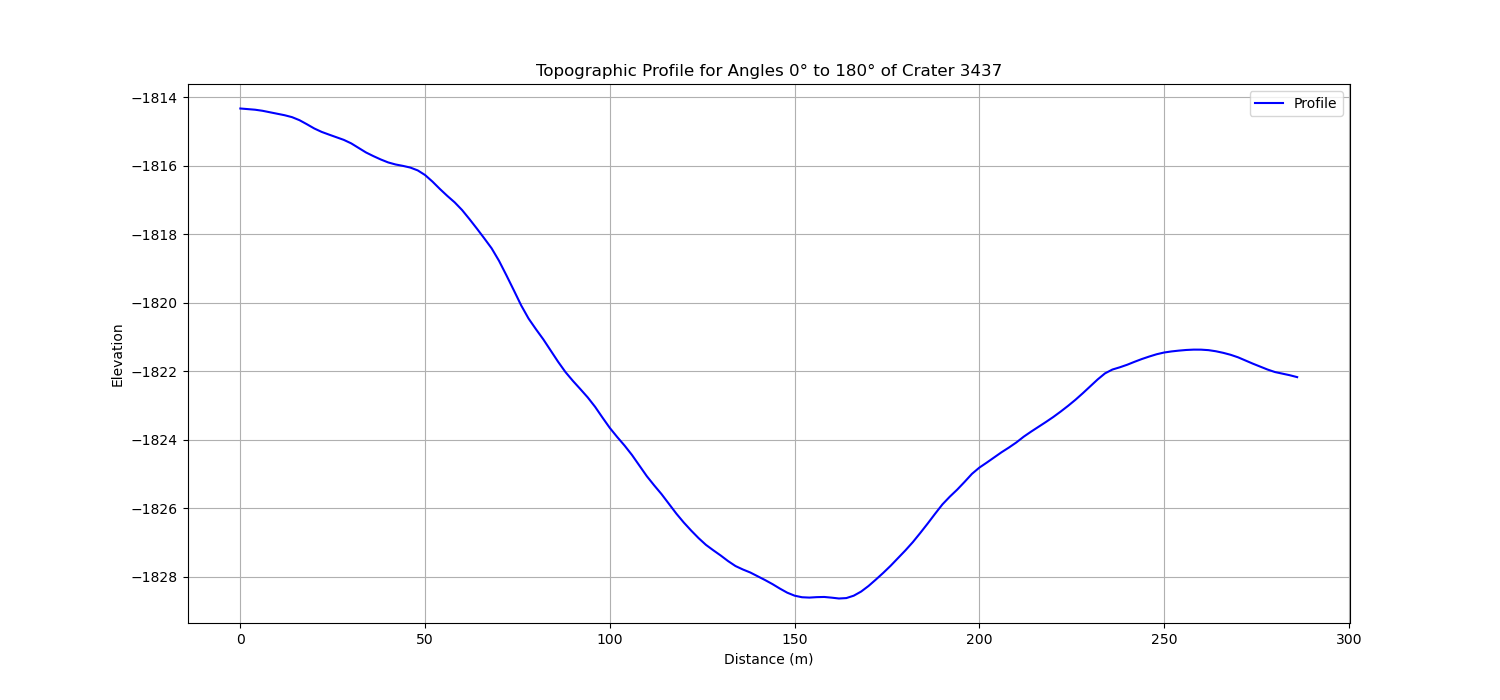 Topographic Profile for Angles 0° to 180° of Crater 3437
Profile
−1814
−1816
−1818
−1820
−1822
−1824
−1826
−1828
Elevation
0 50 100 150 200 250 300
Distance (m)